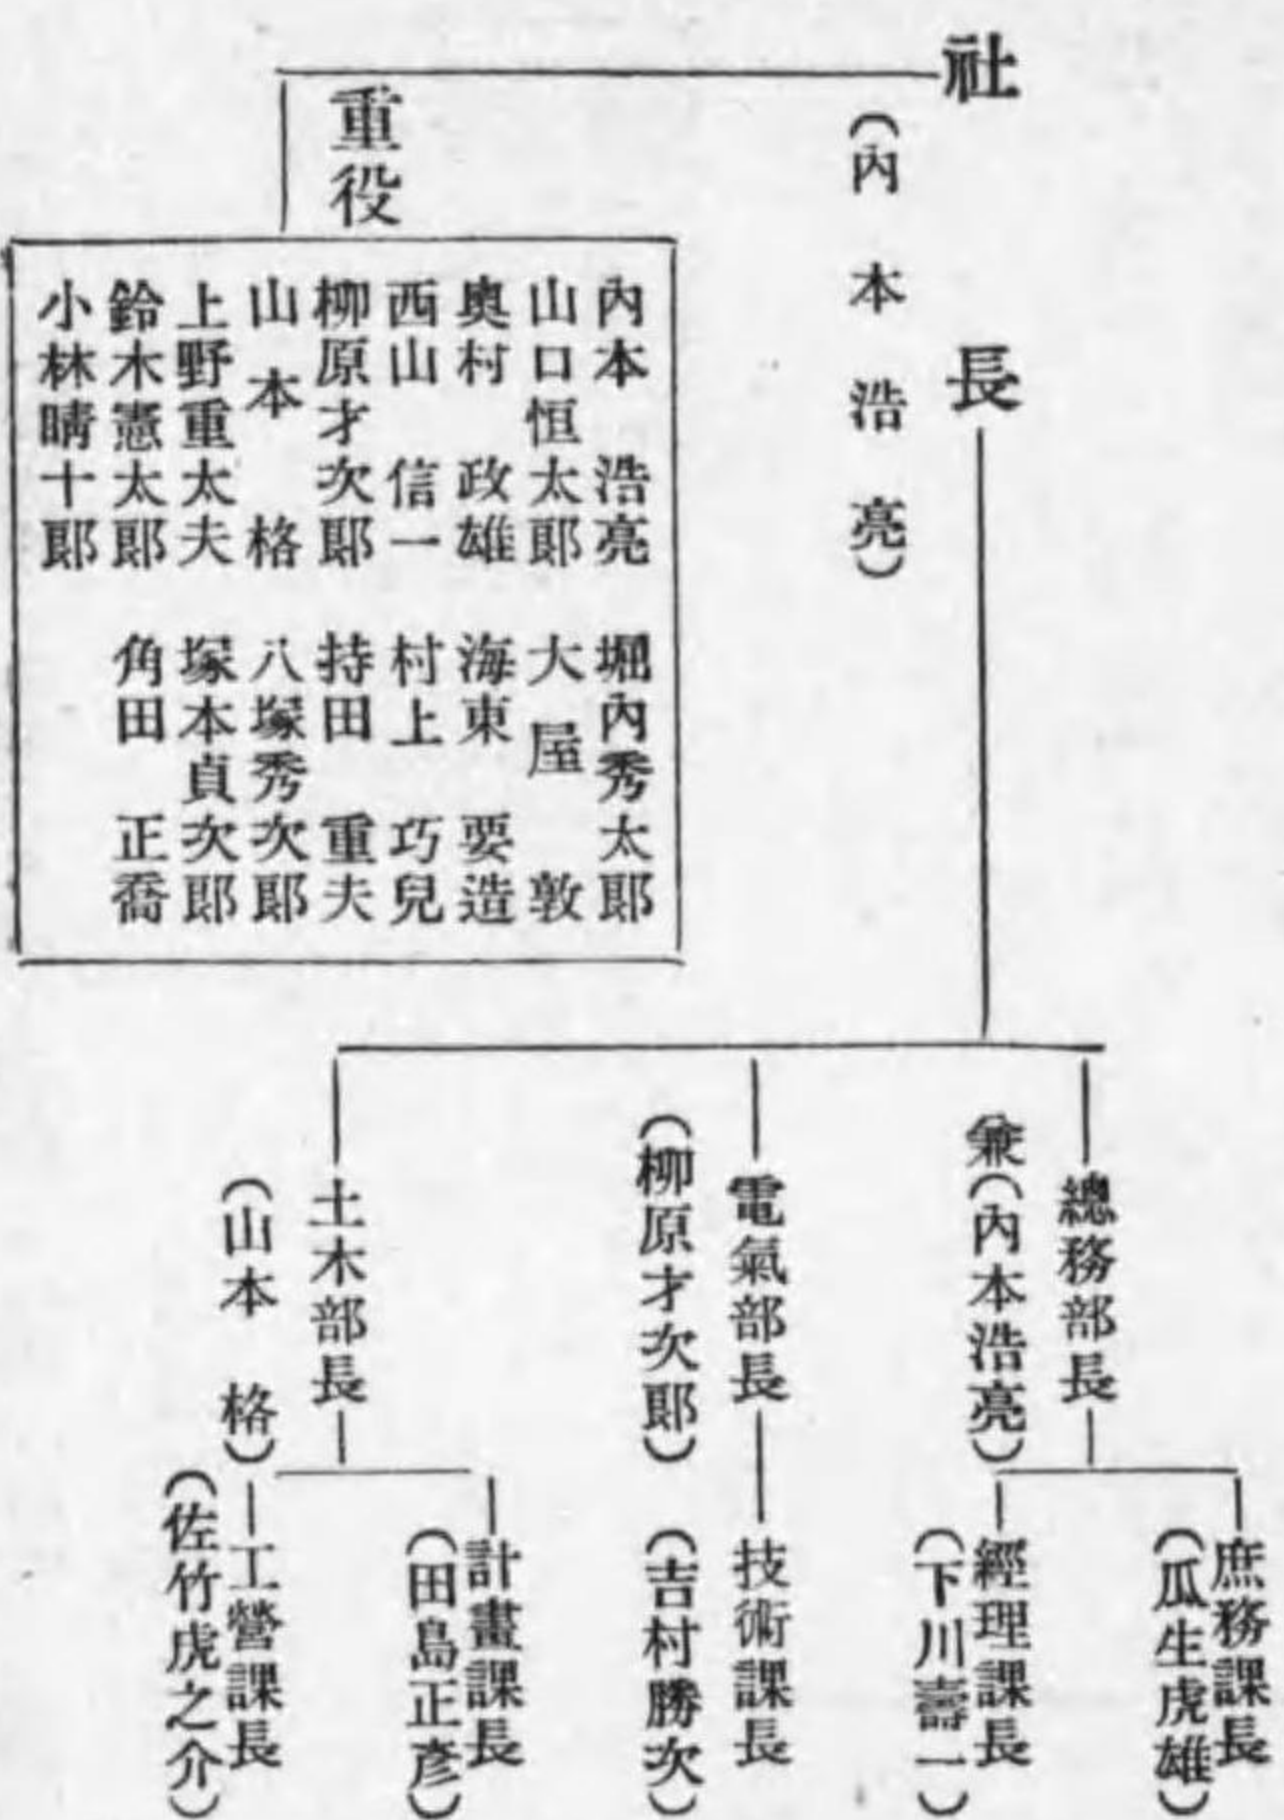 社長
(內本浩亮)
重役
內本浩亮 堀內秀太郎
山口恒太郎 大屋敦
奥村政雄 海東要造
西山信一 村上巧兒
柳原才次郎 持田重夫
山本格 八塚秀次郎
上野重太夫 塚本貞次郎
鈴木憲太郎 角田正喬
小林晴十郎
總務部長
兼(內本浩亮)
庶務課長
(瓜生虎雄)
經理課長
(下川壽一)
電氣部長
(柳原才次郎)
技術課長
(吉村勝次)
土木部長
(山本格)
計畫課長
(田島正彦)
工營課長
(佐竹虎之介)